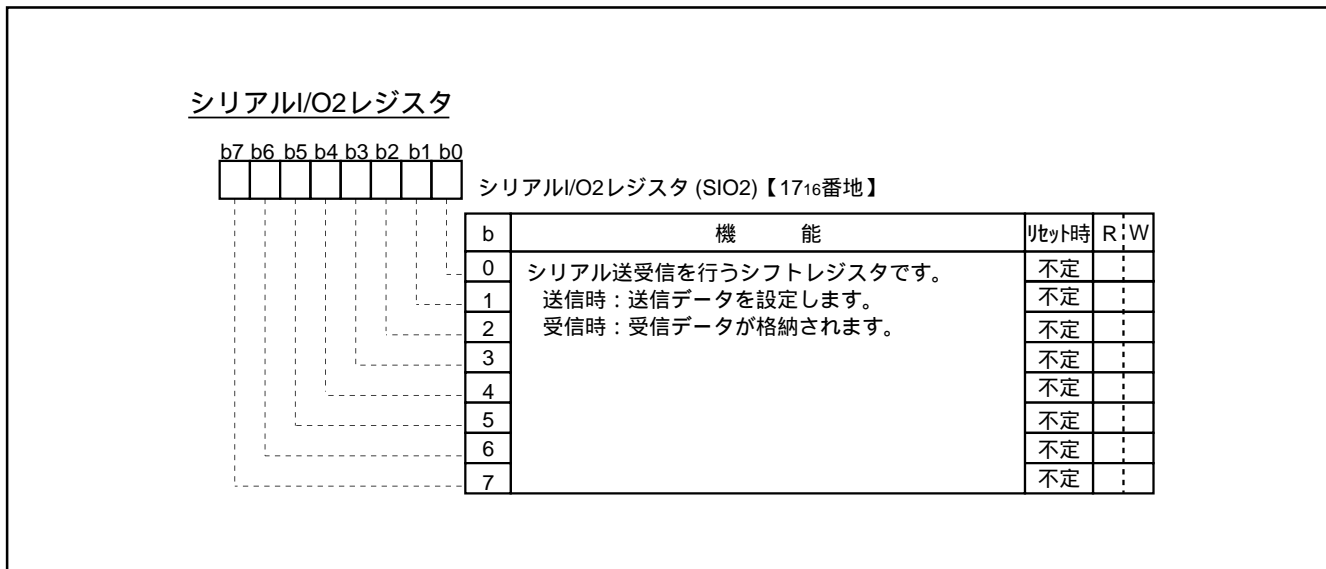 シリアルI/O2レジスタ
b7 b6 b5 b4 b3 b2 b1 b0
シリアルI/O2レジスタ (SIO2)【1716番地】
b 機 能 リセット時 R W
0 シリアル送受信を行うシフトレジスタです。 不定
1 送信時：送信データを設定します。 不定
2 受信時：受信データが格納されます。 不定
3 不定
4 不定
5 不定
6 不定
7 不定